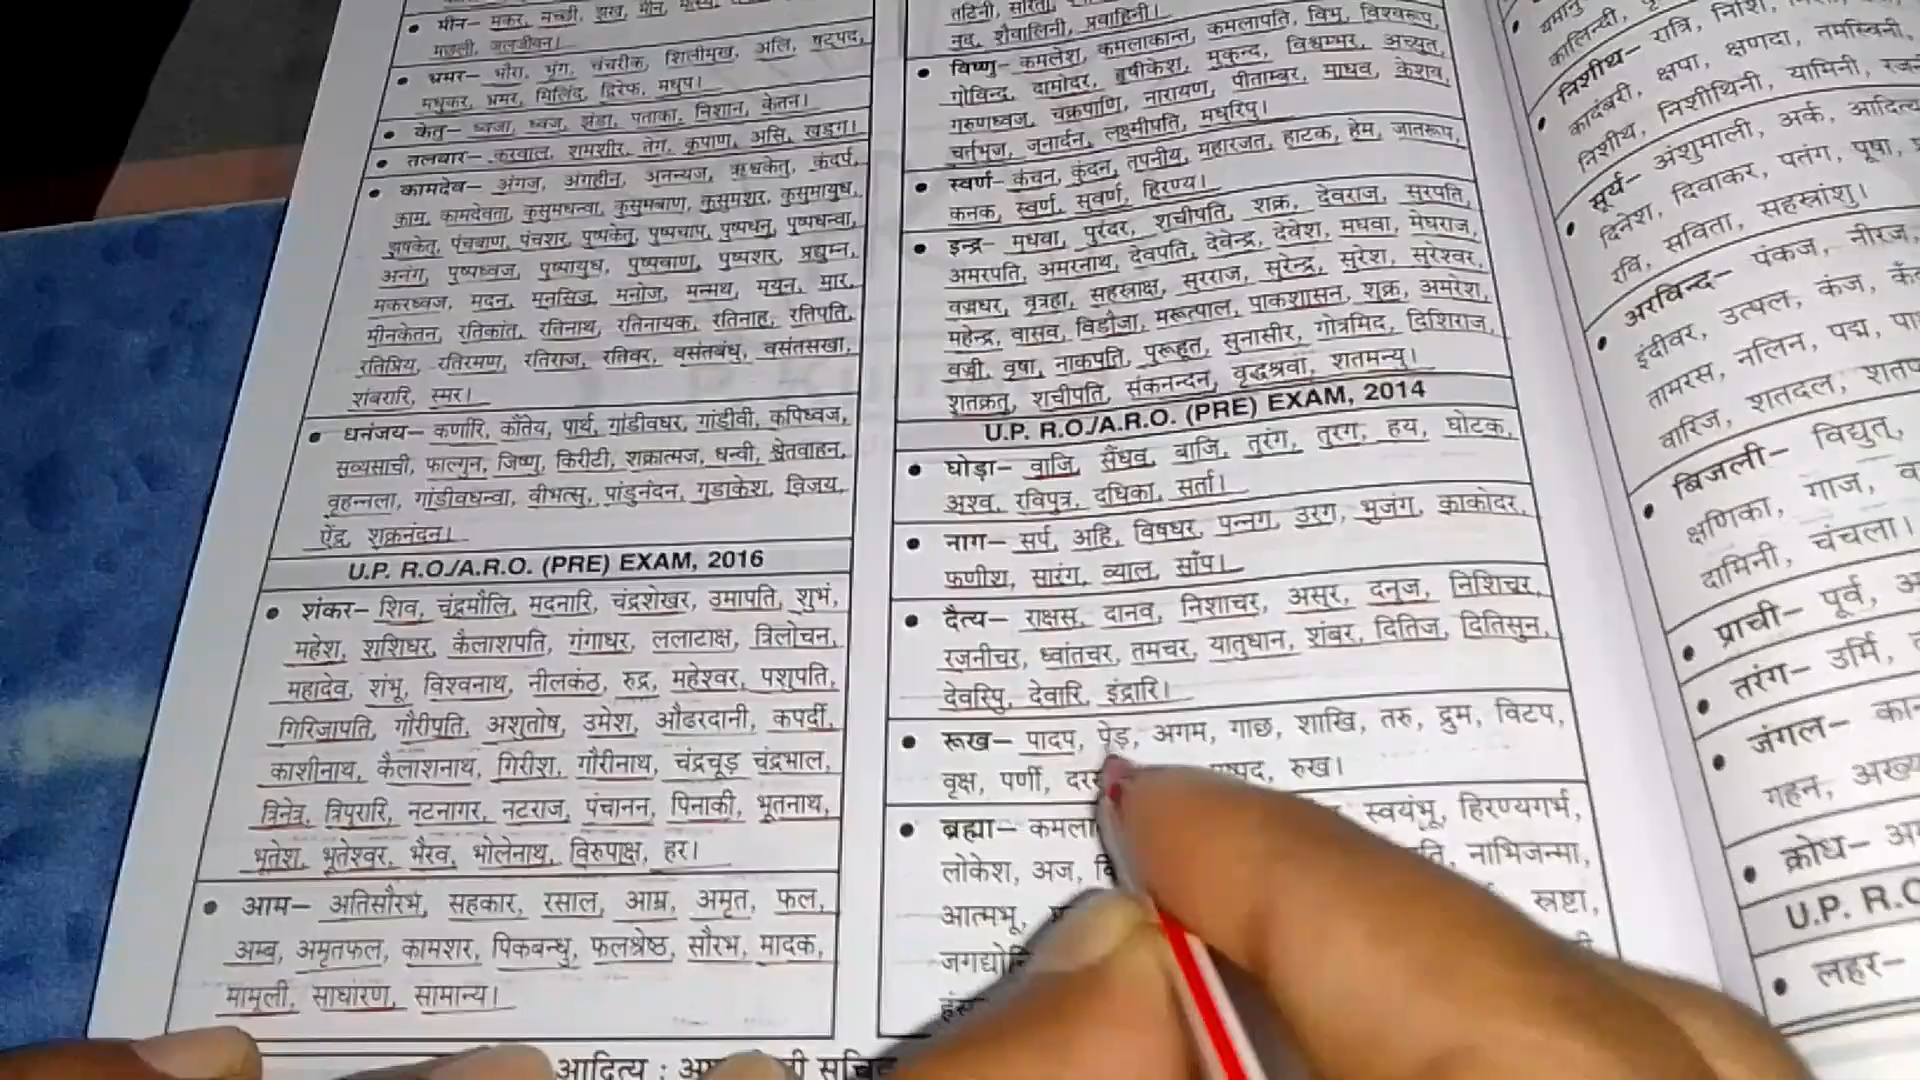 • मीन– मकर, मच्छी, झख, मीन, मत्स्य,
मछली, जलजीवन।
• भ्रमर– भौंरा, भृंग, चंचरीक, शिलीमुख, अलि, षट्पद,
मधुकर, भ्रमर, मिलिंद, द्विरेफ, मधुप।
• केतु– ध्वजा, ध्वज, झंडा, पताका, निशान, केतन।
• तलवार– करवाल, शमशीर, तेग, कृपाण, असि, खड्ग।
• कामदेव– अंगज, अंगहीन, अनन्यज, ऋष्यकेतु, कंदर्प,
काम, कामदेवता, कुसुमधन्वा, कुसुमबाण, कुसुमशर, कुसुमायुध,
झषकेतु, पंचबाण, पंचशर, पुष्पकेतु, पुष्पचाप, पुष्पधनु, पुष्पधन्वा,
अनंग, पुष्पध्वज, पुष्पायुध, पुष्पबाण, पुष्पशर, प्रद्युम्न,
मकरध्वज, मदन, मनसिज, मनोज, मन्मथ, मयन, मार,
मीनकेतन, रतिकांत, रतिनाथ, रतिनायक, रतिनाह, रतिपति,
रतिप्रिय, रतिरमण, रतिराज, रतिवर, वसंतबंधु, वसंतसखा,
शंबरारि, स्मर।
• धनंजय– कर्णारि, कौंतेय, पार्थ, गांडीवधर, गांडीवी, कपिध्वज,
सव्यसाची, फाल्गुन, जिष्णु, किरीटी, शक्रात्मज, धन्वी, श्वेतवाहन,
वृहन्नला, गांडीवधन्वा, वीभत्सु, पांडुनंदन, गुडाकेश, विजय,
ऐंद्र, शक्रनंदन।
U.P. R.O./A.R.O. (PRE) EXAM, 2016
• शंकर– शिव, चंद्रमौलि, मदनारि, चंद्रशेखर, उमापति, शुभं,
महेश, शशिधर, कैलाशपति, गंगाधर, ललाटाक्ष, त्रिलोचन,
महादेव, शंभू, विश्वनाथ, नीलकंठ, रुद्र, महेश्वर, पशुपति,
गिरिजापति, गौरीपति, अशुतोष, उमेश, औढरदानी, कपर्दी,
काशीनाथ, कैलाशनाथ, गिरीश, गौरीनाथ, चंद्रचूड़ चंद्रभाल,
त्रिनेत्र, त्रिपुरारि, नटनागर, नटराज, पंचानन, पिनाकी, भूतनाथ,
भूतेश, भूतेश्वर, भैरव, भोलेनाथ, विरुपाक्ष, हर।
• आम– अतिसौरभ, सहकार, रसाल, आम्र, अमृत, फल,
अम्ब, अमृतफल, कामशर, पिकबन्धु, फलश्रेष्ठ, सौरभ, मादक,
मामूली, साधारण, सामान्य।
तटिनी, सरिता,
नद, शैवालिनी, प्रवाहिनी।
• विष्णु– कमलेश, कमलाकान्त, कमलापति, विभु, विश्वरूप,
गोविन्द, दामोदर, हृषीकेश, मुकुन्द, विश्वम्भर, अच्युत,
गरुणध्वज, चक्रपाणि, नारायण, पीताम्बर, माधव, केशव,
चर्तभुज, जनार्दन, लक्ष्मीपति, मधुरिपु।
• स्वर्ण– कंचन, कुंदन, तपनीय, महारजत, हाटक, हेम, जातरूप,
कनक, स्वर्ण, सुवर्ण, हिरण्य।
• इन्द्र– मघवा, पुरंदर, शचीपति, शक्र, देवराज, सुरपति,
अमरपति, अमरनाथ, देवपति, देवेन्द्र, देवेश, मघवा, मेघराज,
वज्रधर, वृत्रहा, सहस्त्राक्ष, सुरराज, सुरेन्द्र, सुरेश, सुरेश्वर,
महेन्द्र, वासव, विडौजा, मरूत्पाल, पाकशासन, शुक्र, अमरेश,
वज्री, वृषा, नाकपति, पुरूहूत, सुनासीर, गोत्रमिद, दिशिराज,
शतक्रतु, शचीपति, संकनन्दन, वृद्धश्रवा, शतमन्यु।
U.P. R.O./A.R.O. (PRE) EXAM, 2014
• घोड़ा– वाजि, सैंधव, बाजि, तुरंग, तुरग, हय, घोटक,
अश्व, रविपुत्र, दधिका, सर्ता।
• नाग– सर्प, अहि, विषधर, पन्नग, उरग, भुजंग, काकोदर,
फणीश, सारंग, व्याल, साँप।
• दैत्य– राक्षस, दानव, निशाचर, असुर, दनुज, निशिचर,
रजनीचर, ध्वांतचर, तमचर, यातुधान, शंबर, दितिज, दितिसुन,
देवरिपु, देवारि, इंद्रारि।
• रूख– पादप, पेड़, अगम, गाछ, शाखि, तरु, द्रुम, विटप,
वृक्ष, पर्णी, रुख।
• ब्रह्मा– स्वयंभू, हिरण्यगर्भ,
लोकेश, अज, नाभिजन्मा,
आत्मभू, स्रष्टा,
आदित्य :
कालिन्दी,
• निशीथ– रात्रि, निशि,
कादंबरी, क्षपा, क्षणदा, तमस्विनी,
निशीथ, निशीथिनी, यामिनी,
• सूर्य– अंशुमाली, अर्क, आदित्य
दिनेश, दिवाकर, पतंग, पूषा,
रवि, सविता, सहस्त्रांशु।
• अरविन्द– पंकज, नीरज,
इंदीवर, उत्पल, कंज,
तामरस, नलिन, पद्म,
वारिज, शतदल,
• बिजली– विद्युत्,
क्षणिका, गाज,
दामिनी, चंचला।
• प्राची– पूर्व,
• तरंग– उर्मि,
• जंगल–
गहन,
• क्रोध–
U.P. R.O
• लहर–